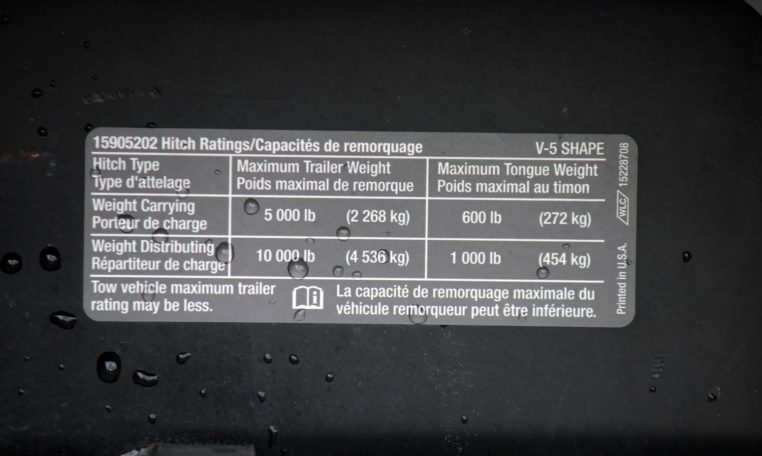 15905202 Hitch Ratings/Capacités de remorquage V-5 SHAPE
Hitch Type Maximum Trailer Weight Maximum Tongue Weight
Type d'attelage Poids maximal de remorque Poids maximal au timon
Weight Carrying
Porteur de charge 5 000 lb (2 268 kg) 600 lb (272 kg)
Weight Distributing
Répartiteur de charge 10 000 lb (4 536 kg) 1 000 lb (454 kg)
Tow vehicle maximum trailer
rating may be less.
La capacité de remorquage maximale du
véhicule remorqueur peut être inférieure.
Printed in U.S.A. WLC 15228708